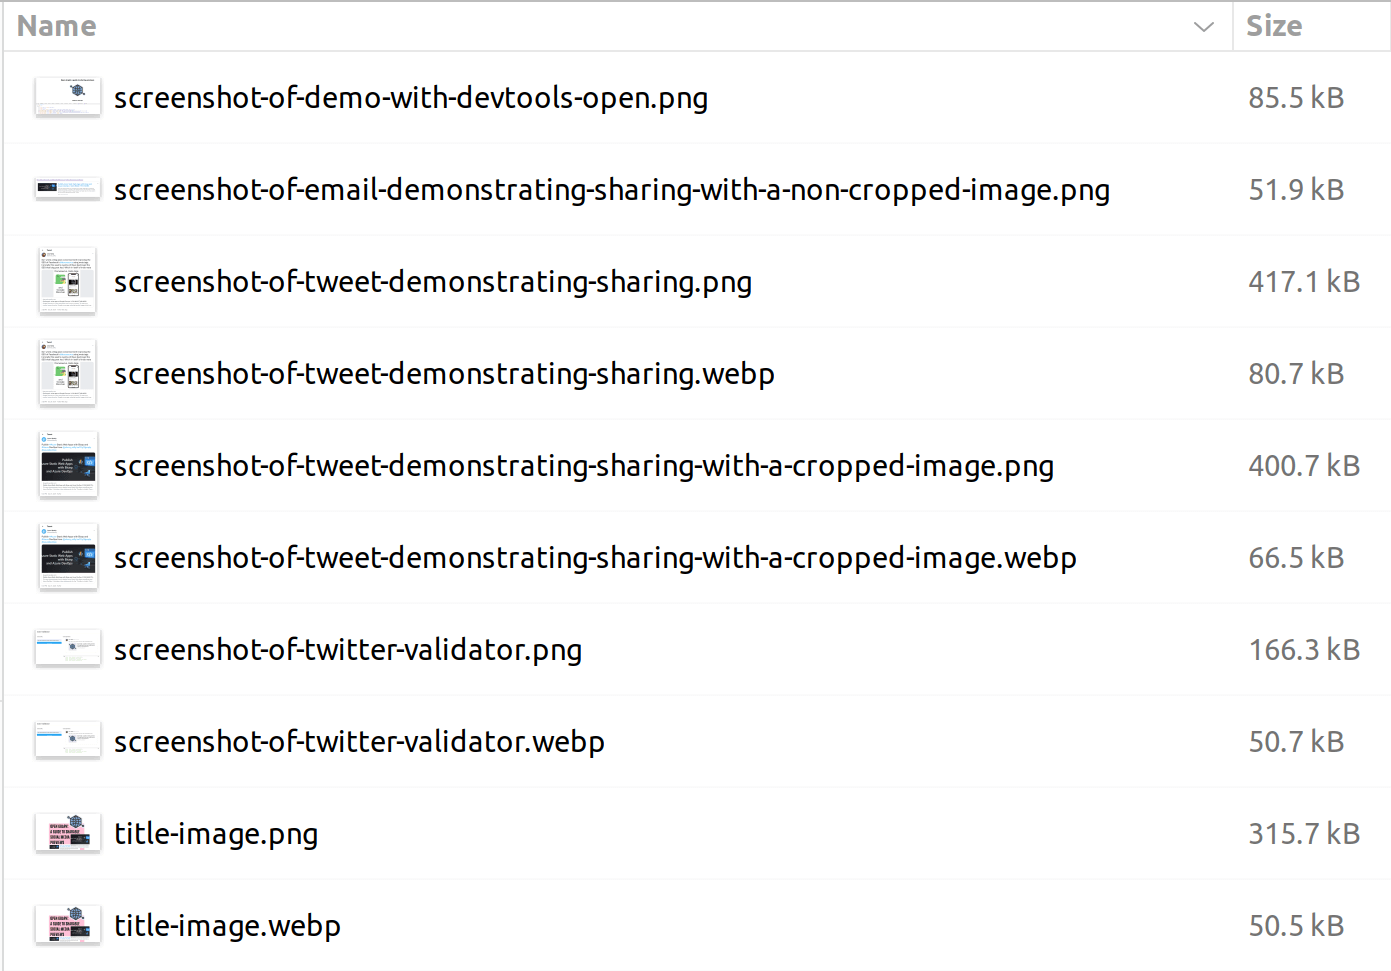 Name Size
screenshot-of-demo-with-devtools-open.png 85.5 kB
screenshot-of-email-demonstrating-sharing-with-a-non-cropped-image.png 51.9 kB
screenshot-of-tweet-demonstrating-sharing.png 417.1 kB
screenshot-of-tweet-demonstrating-sharing.webp 80.7 kB
screenshot-of-tweet-demonstrating-sharing-with-a-cropped-image.png 400.7 kB
screenshot-of-tweet-demonstrating-sharing-with-a-cropped-image.webp 66.5 kB
screenshot-of-twitter-validator.png 166.3 kB
screenshot-of-twitter-validator.webp 50.7 kB
title-image.png 315.7 kB
title-image.webp 50.5 kB